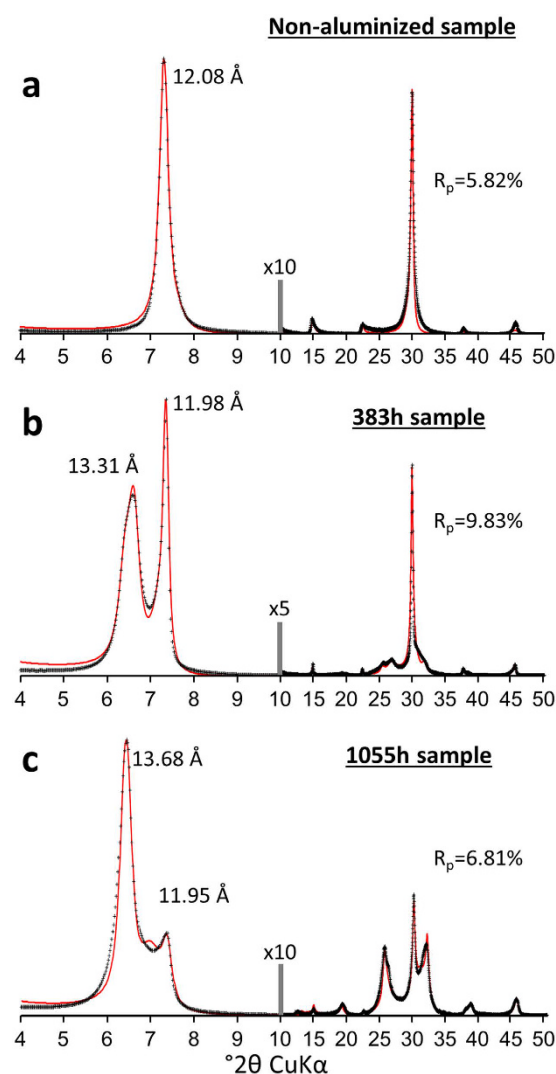 Non-aluminized sample
a
12.08 Å
Rp=5.82%
x10
4 5 6 7 8 9 10 15 20 25 30 35 40 45 50
383h sample
b
11.98 Å
13.31 Å
Rp=9.83%
x5
4 5 6 7 8 9 10 15 20 25 30 35 40 45 50
1055h sample
c
13.68 Å
11.95 Å
Rp=6.81%
x10
4 5 6 7 8 9 10 15 20 25 30 35 40 45 50
°2θ CuKα